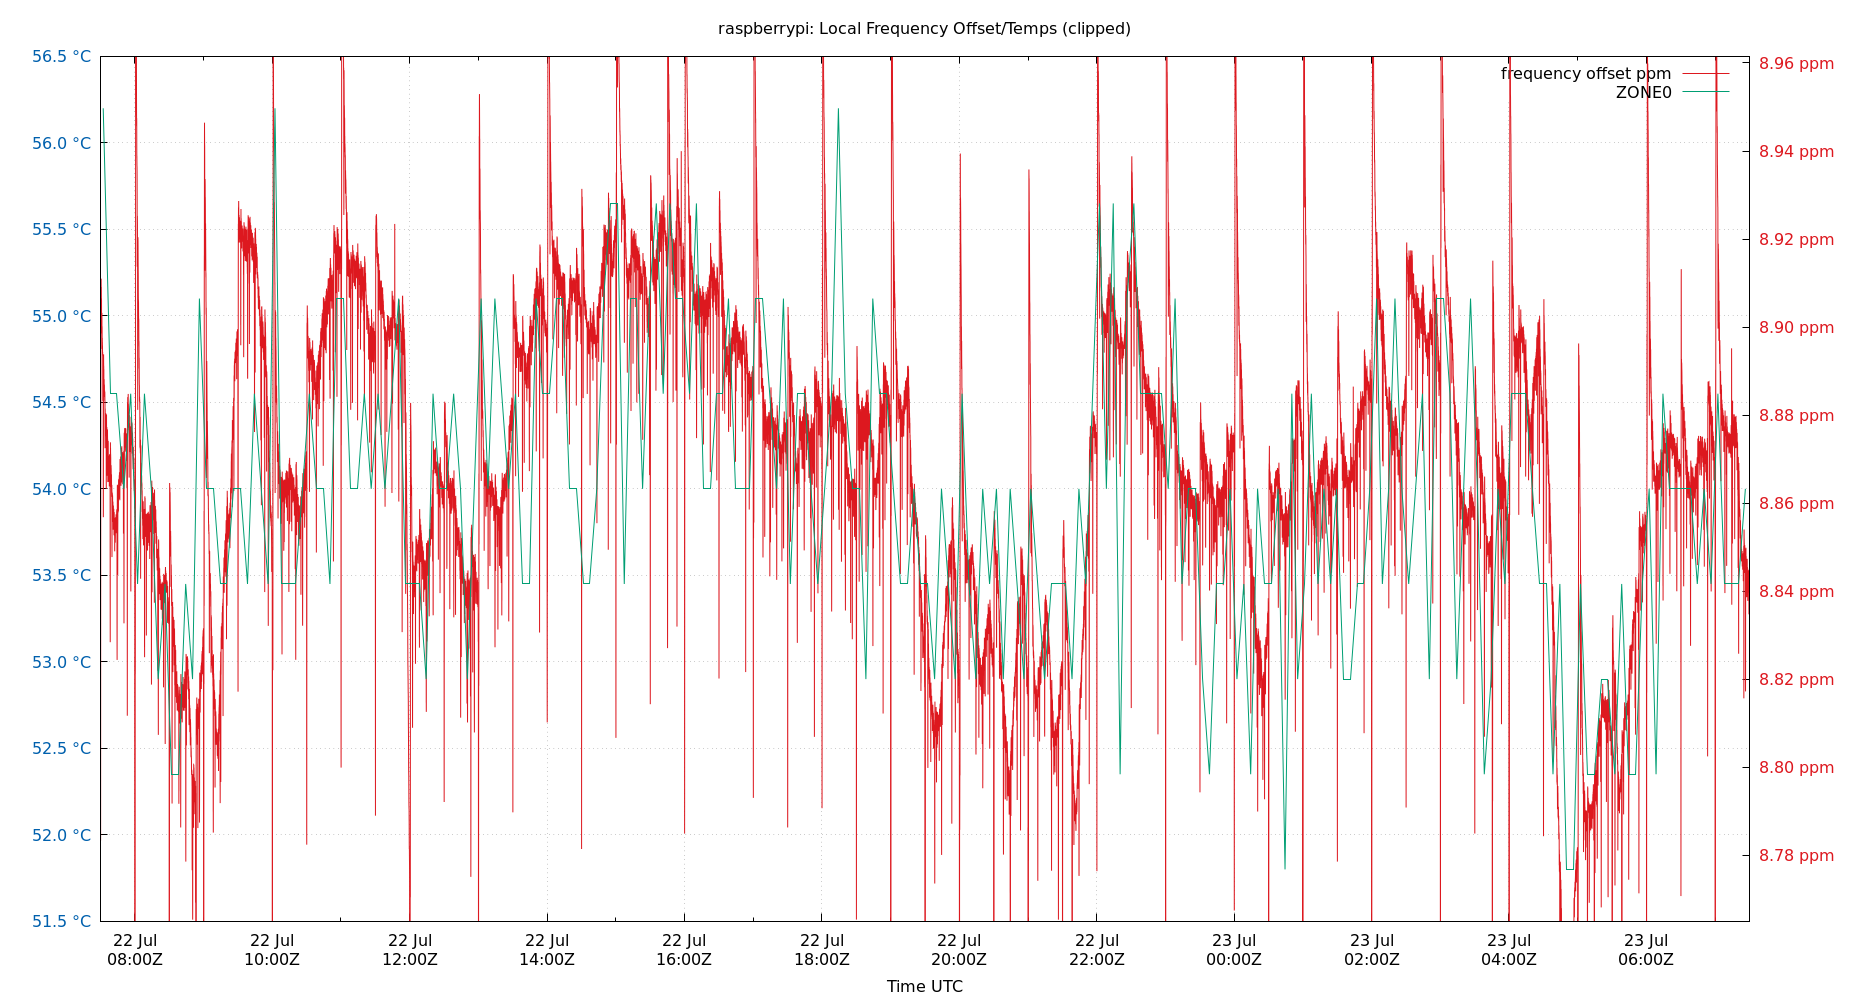 raspberrypi: Local Frequency Offset/Temps (clipped)
56.5 °C
56.0 °C
55.5 °C
55.0 °C
54.5 °C
54.0 °C
53.5 °C
53.0 °C
52.5 °C
52.0 °C
51.5 °C
frequency offset ppm
ZONE0
8.96 ppm
8.94 ppm
8.92 ppm
8.90 ppm
8.88 ppm
8.86 ppm
8.84 ppm
8.82 ppm
8.80 ppm
8.78 ppm
22 Jul 22 Jul 22 Jul 22 Jul 22 Jul 22 Jul 22 Jul 22 Jul 23 Jul 23 Jul 23 Jul 23 Jul
08:00Z 10:00Z 12:00Z 14:00Z 16:00Z 18:00Z 20:00Z 22:00Z 00:00Z 02:00Z 04:00Z 06:00Z
Time UTC